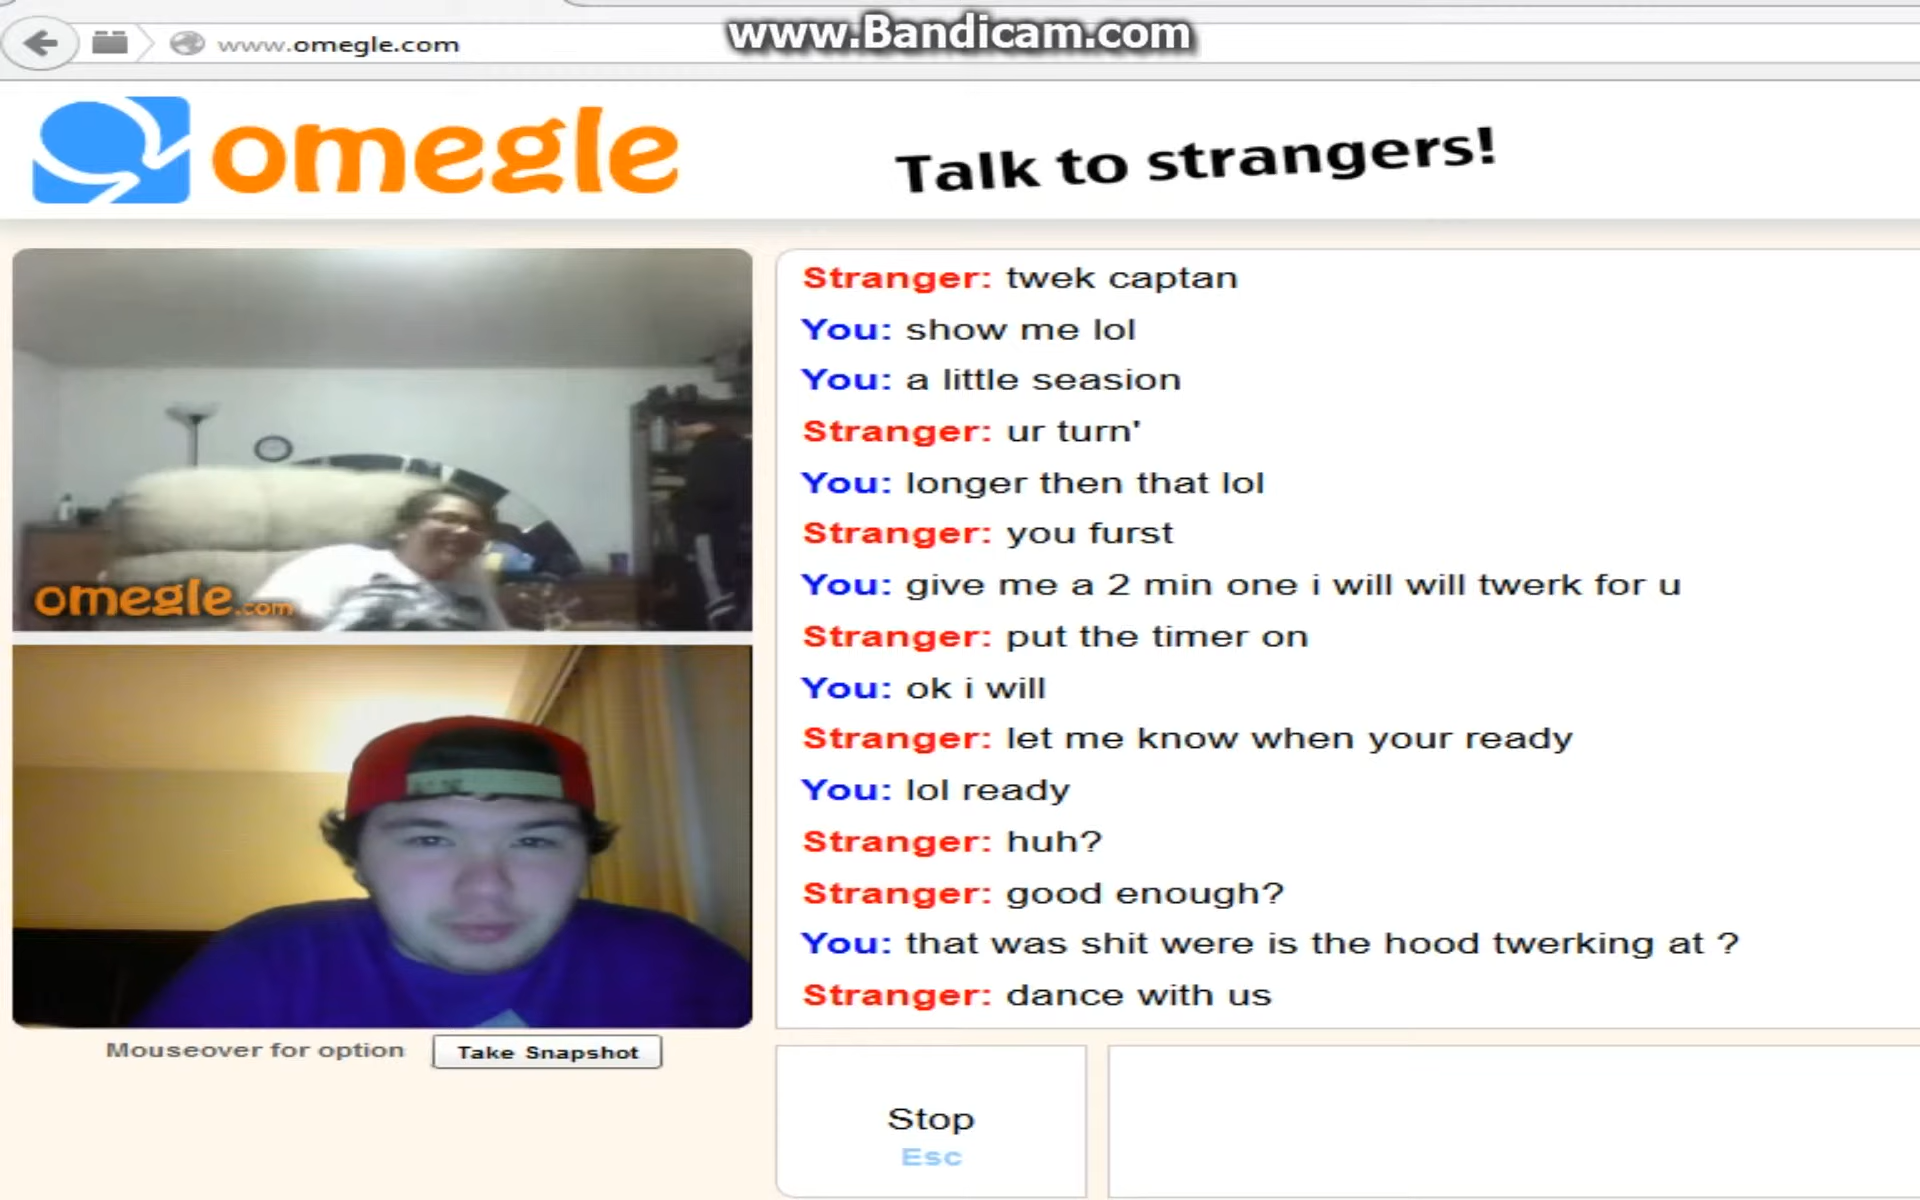 www.Bandicam.com
www.omegle.com
omegle
Talk to strangers!
omegle.com
Stranger: twek captan
You: show me lol
You: a little seasion
Stranger: ur turn'
You: longer then that lol
Stranger: you furst
You: give me a 2 min one i will will twerk for u
Stranger: put the timer on
You: ok i will
Stranger: let me know when your ready
You: lol ready
Stranger: huh?
Stranger: good enough?
You: that was shit were is the hood twerking at ?
Stranger: dance with us
Mouseover for option
Take Snapshot
Stop
Esc